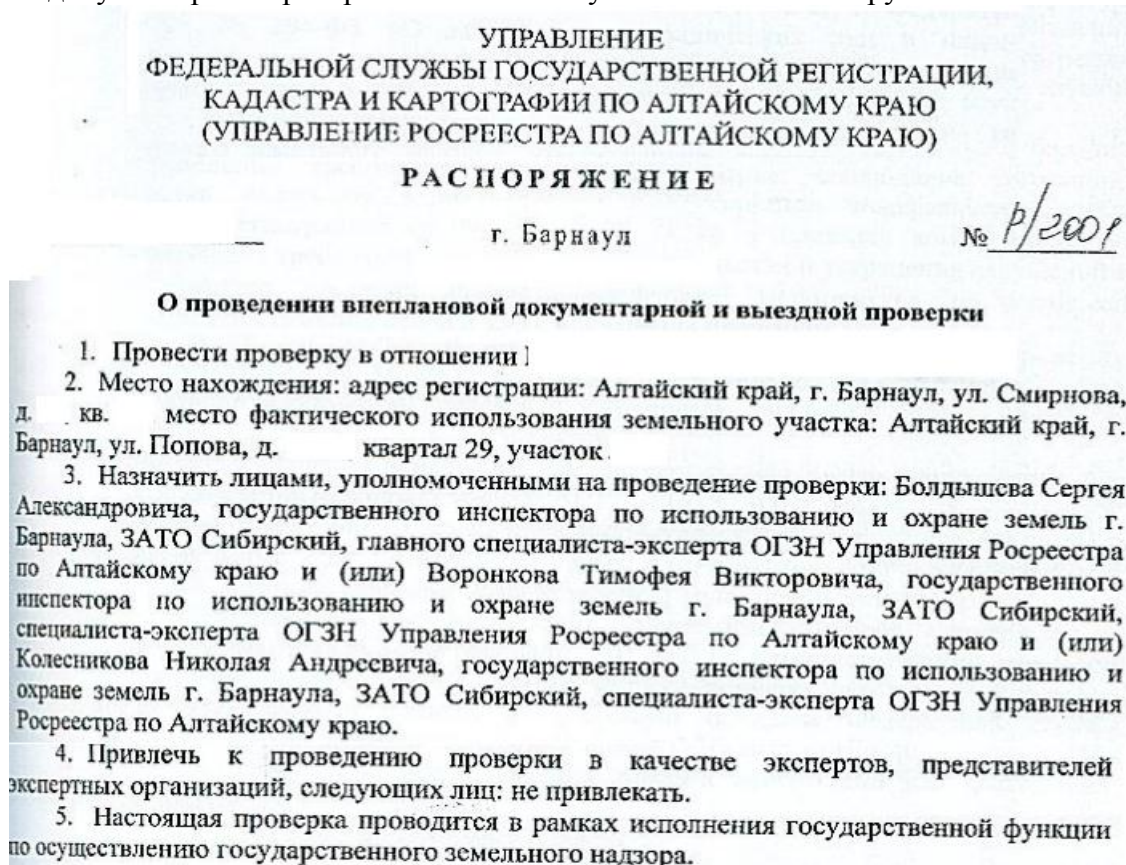 УПРАВЛЕНИЕ
ФЕДЕРАЛЬНОЙ СЛУЖБЫ ГОСУДАРСТВЕННОЙ РЕГИСТРАЦИИ,
КАДАСТРА И КАРТОГРАФИИ ПО АЛТАЙСКОМУ КРАЮ
(УПРАВЛЕНИЕ РОСРЕЕСТРА ПО АЛТАЙСКОМУ КРАЮ)
РАСПОРЯЖЕНИЕ
г. Барнаул № Р/2001
О проведении внеплановой документарной и выездной проверки
1. Провести проверку в отношении
2. Место нахождения: адрес регистрации: Алтайский край, г. Барнаул, ул. Смирнова,
д. кв. место фактического использования земельного участка: Алтайский край, г.
Барнаул, ул. Попова, д. квартал 29, участок
3. Назначить лицами, уполномоченными на проведение проверки: Болдышева Сергея
Александровича, государственного инспектора по использованию и охране земель г.
Барнаула, ЗАТО Сибирский, главного специалиста-эксперта ОГЗН Управления Росреестра
по Алтайскому краю и (или) Воронкова Тимофея Викторовича, государственного
инспектора по использованию и охране земель г. Барнаула, ЗАТО Сибирский,
специалиста-эксперта ОГЗН Управления Росреестра по Алтайскому краю и (или)
Колесникова Николая Андреевича, государственного инспектора по использованию и
охране земель г. Барнаула, ЗАТО Сибирский, специалиста-эксперта ОГЗН Управления
Росреестра по Алтайскому краю.
4. Привлечь к проведению проверки в качестве экспертов, представителей
экспертных организаций, следующих лиц: не привлекать.
5. Настоящая проверка проводится в рамках исполнения государственной функции
по осуществлению государственного земельного надзора.